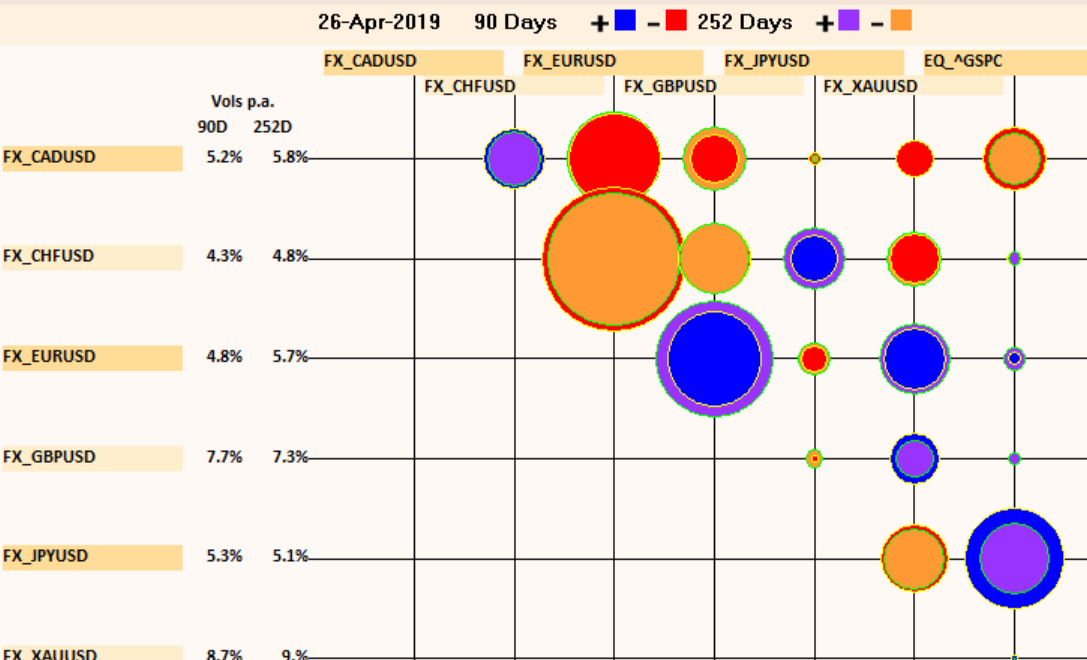 26-Apr-2019 90 Days + - 252 Days + -
FX_CADUSD FX_EURUSD FX_JPYUSD EQ_^GSPC
FX_CHFUSD FX_GBPUSD FX_XAUUSD
Vols p.a.
90D 252D
FX_CADUSD 5.2% 5.8%
FX_CHFUSD 4.3% 4.8%
FX_EURUSD 4.8% 5.7%
FX_GBPUSD 7.7% 7.3%
FX_JPYUSD 5.3% 5.1%
FX_XAUUSD 8.7% 9.%